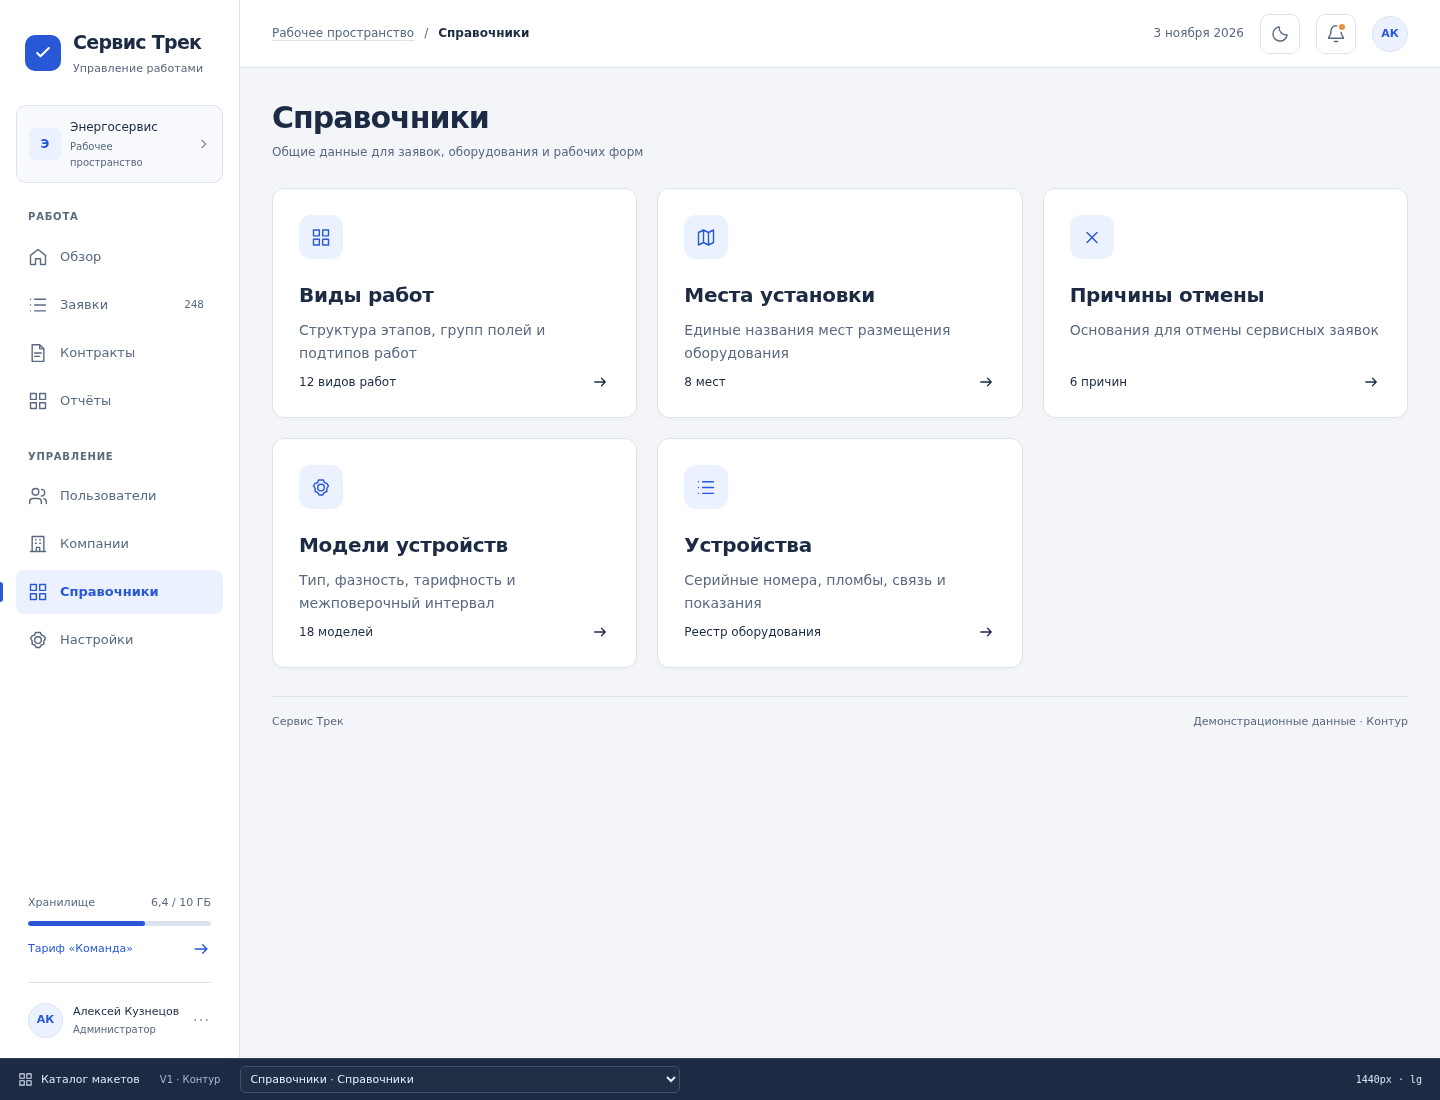 Сервис Трек
Управление работами
Э
Энергосервис
Рабочее
пространство
РАБОТА
Обзор
Заявки 248
Контракты
Отчёты
УПРАВЛЕНИЕ
Пользователи
Компании
Справочники
Настройки
Хранилище 6,4 / 10 ГБ
Тариф «Команда»
АК
Алексей Кузнецов
Администратор
Рабочее пространство / Справочники
3 ноября 2026
АК
Справочники
Общие данные для заявок, оборудования и рабочих форм
Виды работ
Структура этапов, групп полей и
подтипов работ
12 видов работ
Места установки
Единые названия мест размещения
оборудования
8 мест
Причины отмены
Основания для отмены сервисных заявок
6 причин
Модели устройств
Тип, фазность, тарифность и
межповерочный интервал
18 моделей
Устройства
Серийные номера, пломбы, связь и
показания
Реестр оборудования
Сервис Трек
Демонстрационные данные · Контур
Каталог макетов
V1 · Контур
Справочники · Справочники
1440px · lg